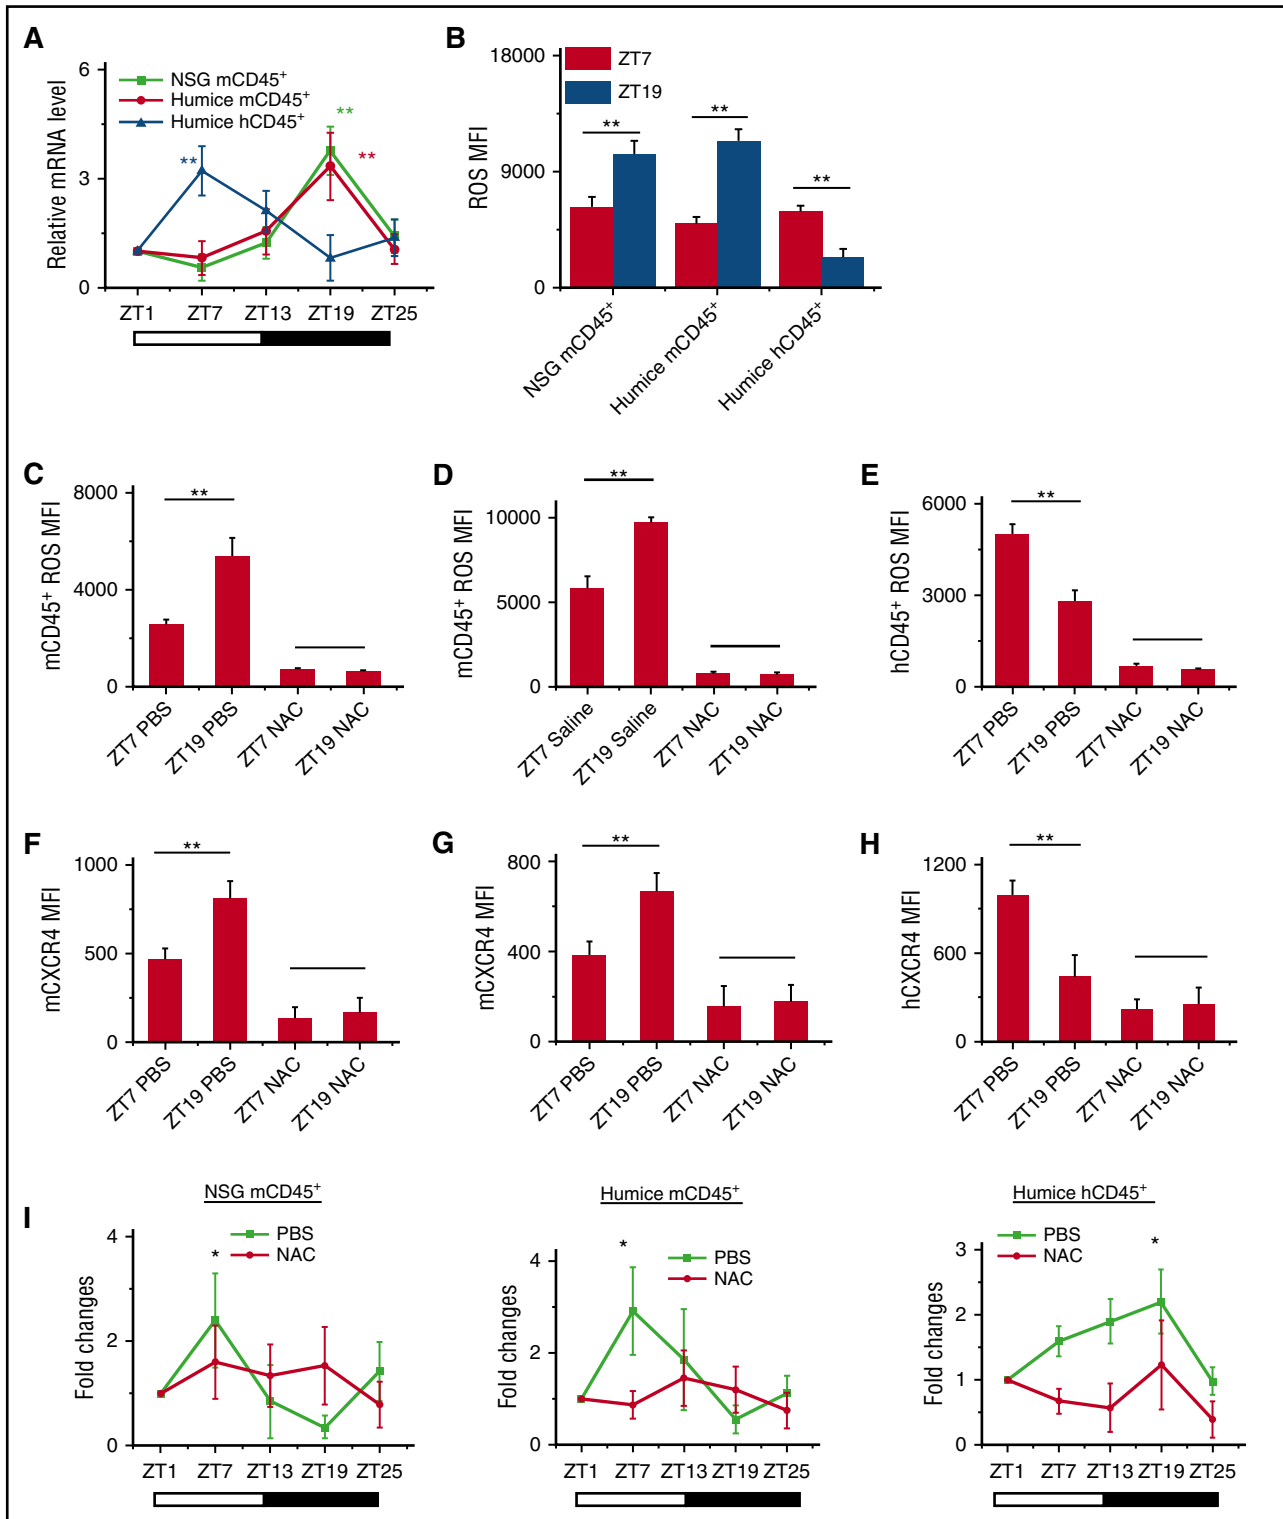 A
Relative mRNA level
6
3
0
NSG mCD45⁺
Humice mCD45⁺
Humice hCD45⁺
**
**
**
ZT1 ZT7 ZT13 ZT19 ZT25
B
ROS MFI
18000
9000
0
ZT7
ZT19
**
**
**
NSG mCD45⁺
Humice mCD45⁺
Humice hCD45⁺
C
mCD45⁺ ROS MFI
8000
4000
0
**
ZT7 PBS
ZT19 PBS
ZT7 NAC
ZT19 NAC
D
mCD45⁺ ROS MFI
10000
5000
0
**
ZT7 Saline
ZT19 Saline
ZT7 NAC
ZT19 NAC
E
hCD45⁺ ROS MFI
6000
3000
0
**
ZT7 PBS
ZT19 PBS
ZT7 NAC
ZT19 NAC
F
mCXCR4 MFI
1000
500
0
**
ZT7 PBS
ZT19 PBS
ZT7 NAC
ZT19 NAC
G
mCXCR4 MFI
800
400
0
**
ZT7 PBS
ZT19 PBS
ZT7 NAC
ZT19 NAC
H
hCXCR4 MFI
1200
600
0
**
ZT7 PBS
ZT19 PBS
ZT7 NAC
ZT19 NAC
I
NSG mCD45⁺
Fold changes
4
2
0
PBS
NAC
*
ZT1 ZT7 ZT13 ZT19 ZT25
Humice mCD45⁺
Fold changes
4
2
0
PBS
NAC
*
ZT1 ZT7 ZT13 ZT19 ZT25
Humice hCD45⁺
Fold changes
3
2
1
0
PBS
NAC
*
ZT1 ZT7 ZT13 ZT19 ZT25